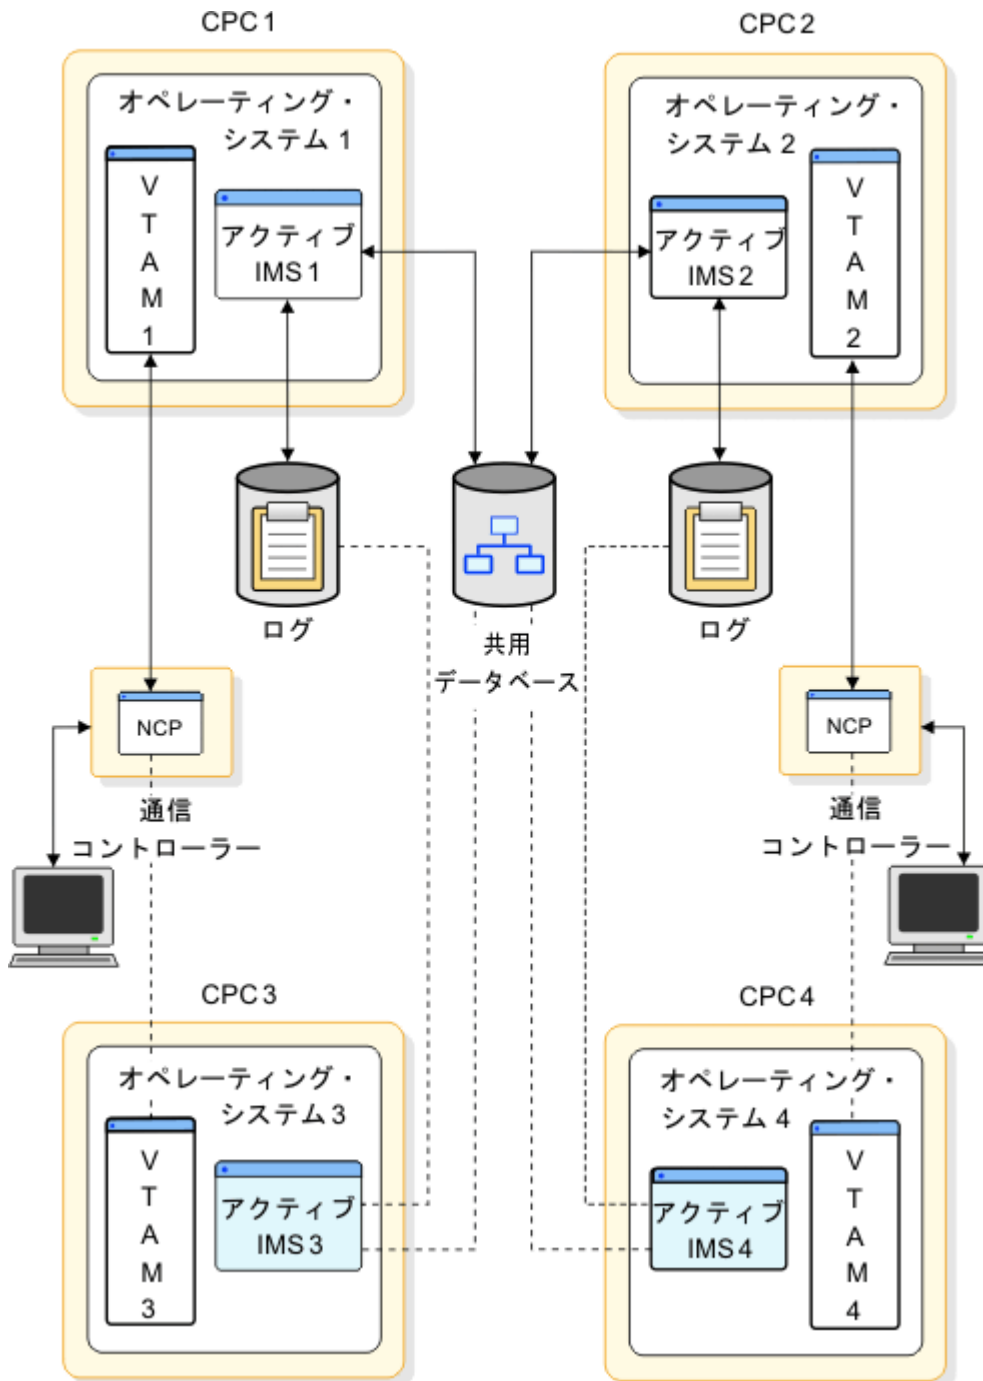 CPC 1
CPC 2
オペレーティング・
システム 1
V
T
A
M
1
アクティブ
IMS 1
オペレーティング・
システム 2
アクティブ
IMS 2
V
T
A
M
2
ログ
共用
データベース
ログ
NCP
通信
コントローラー
NCP
通信
コントローラー
CPC 3
CPC 4
オペレーティング・
システム 3
V
T
A
M
3
アクティブ
IMS 3
オペレーティング・
システム 4
アクティブ
IMS 4
V
T
A
M
4